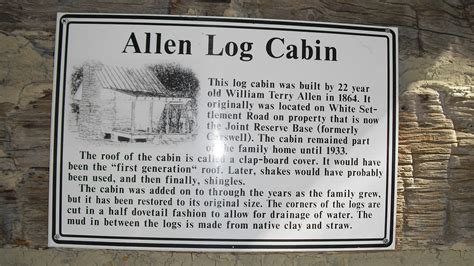 Allen Log Cabin
This log cabin was built by 22 year
old William Terry Allen in 1864. It
originally was located on White Set-
tlement Road on property that is now
the Joint Reserve Base (formerly
Carswell). The cabin remained part
of the family home until 1933.
The roof of the cabin is called a clap-board cover. It would have
been the "first generation" roof. Later, shakes would have probably
been used, and then finally, shingles.
The cabin was added on to through the years as the family grew,
but it has been restored to its original size. The corners of the logs are
cut in a half dovetail fashion to allow for drainage of water. The
mud in between the logs is made from native clay and straw.